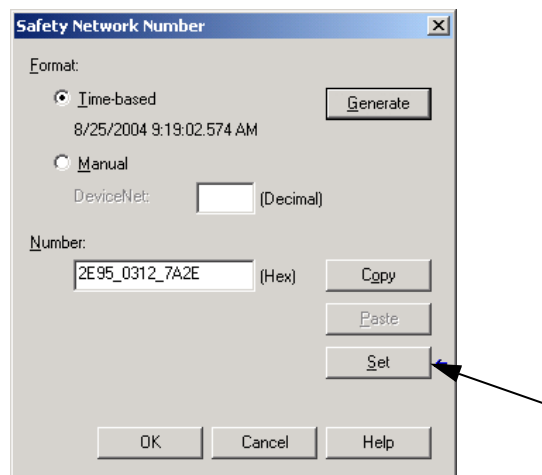 Safety Network Number
Format:
Time-based
Generate
8/25/2004 9:19:02.574 AM
Manual
DeviceNet:
(Decimal)
Number:
2E95_0312_7A2E
(Hex)
Copy
Paste
Set
OK
Cancel
Help